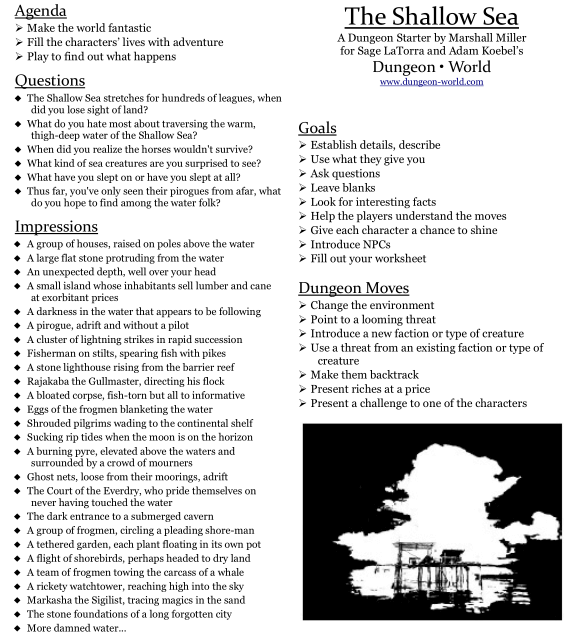 Agenda
➢ Make the world fantastic
➢ Fill the characters' lives with adventure
➢ Play to find out what happens
Questions
◆ The Shallow Sea stretches for hundreds of leagues, when
did you lose sight of land?
◆ What do you hate most about traversing the warm,
thigh-deep water of the Shallow Sea?
◆ When did you realize the horses wouldn't survive?
◆ What kind of sea creatures are you surprised to see?
◆ What have you slept on or have you slept at all?
◆ Thus far, you've only seen their pirogues from afar, what
do you hope to find among the water folk?
Impressions
◆ A group of houses, raised on poles above the water
◆ A large flat stone protruding from the water
◆ An unexpected depth, well over your head
◆ A small island whose inhabitants sell lumber and cane
at exorbitant prices
◆ A darkness in the water that appears to be following
◆ A pirogue, adrift and without a pilot
◆ A cluster of lightning strikes in rapid succession
◆ Fisherman on stilts, spearing fish with pikes
◆ A stone lighthouse rising from the barrier reef
◆ Rajakaba the Gullmaster, directing his flock
◆ A bloated corpse, fish-torn but all to informative
◆ Eggs of the frogmen blanketing the water
◆ Shrouded pilgrims wading to the continental shelf
◆ Sucking rip tides when the moon is on the horizon
◆ A burning pyre, elevated above the waters and
surrounded by a crowd of mourners
◆ Ghost nets, loose from their moorings, adrift
◆ The Court of the Everdry, who pride themselves on
never having touched the water
◆ The dark entrance to a submerged cavern
◆ A group of frogmen, circling a pleading shore-man
◆ A tethered garden, each plant floating in its own pot
◆ A flight of shorebirds, perhaps headed to dry land
◆ A team of frogmen towing the carcass of a whale
◆ A rickety watchtower, reaching high into the sky
◆ Markasha the Sigilist, tracing magics in the sand
◆ The stone foundations of a long forgotten city
◆ More damned water...
The Shallow Sea
A Dungeon Starter by Marshall Miller
for Sage LaTorra and Adam Koebel's
Dungeon • World
www.dungeon-world.com
Goals
➢ Establish details, describe
➢ Use what they give you
➢ Ask questions
➢ Leave blanks
➢ Look for interesting facts
➢ Help the players understand the moves
➢ Give each character a chance to shine
➢ Introduce NPCs
➢ Fill out your worksheet
Dungeon Moves
➢ Change the environment
➢ Point to a looming threat
➢ Introduce a new faction or type of creature
➢ Use a threat from an existing faction or type of
creature
➢ Make them backtrack
➢ Present riches at a price
➢ Present a challenge to one of the characters